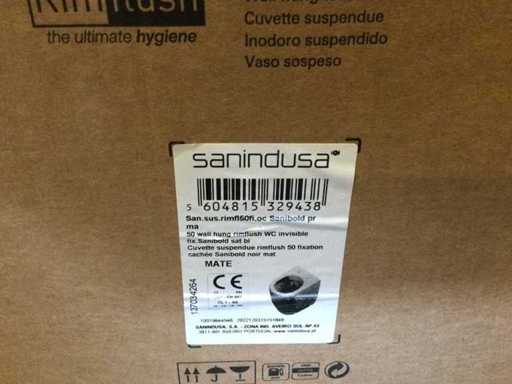 Rimflush
the ultimate hygiene
Cuvette suspendue
Inodoro suspendido
Vaso sospeso
sanindusa
5 604815 329438
San.sus.rimfl50fi.oc Sanibold pr
ma
50 wall hung rimflush WC invisible
fix.Sanibold sat bl
Cuvette suspendue rimflush 50 fixation
cachée Sanibold noir mat
MATE
CE
137034264
SANINDUSA, S.A. - ZONA IND. AVEIRO SUL AP.43